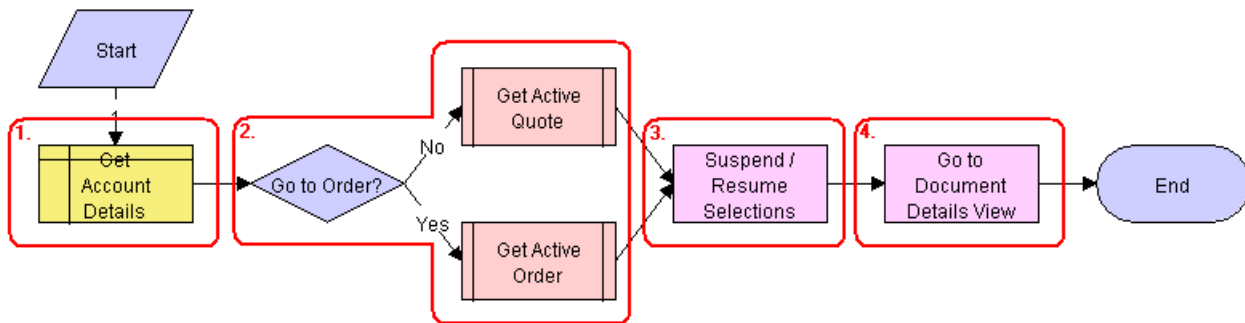 Start
1
1.
Get
Account
Details
2.
Go to Order?
No
Yes
Get Active
Quote
Get Active
Order
3.
Suspend /
Resume
Selections
4.
Go to
Document
Details View
End